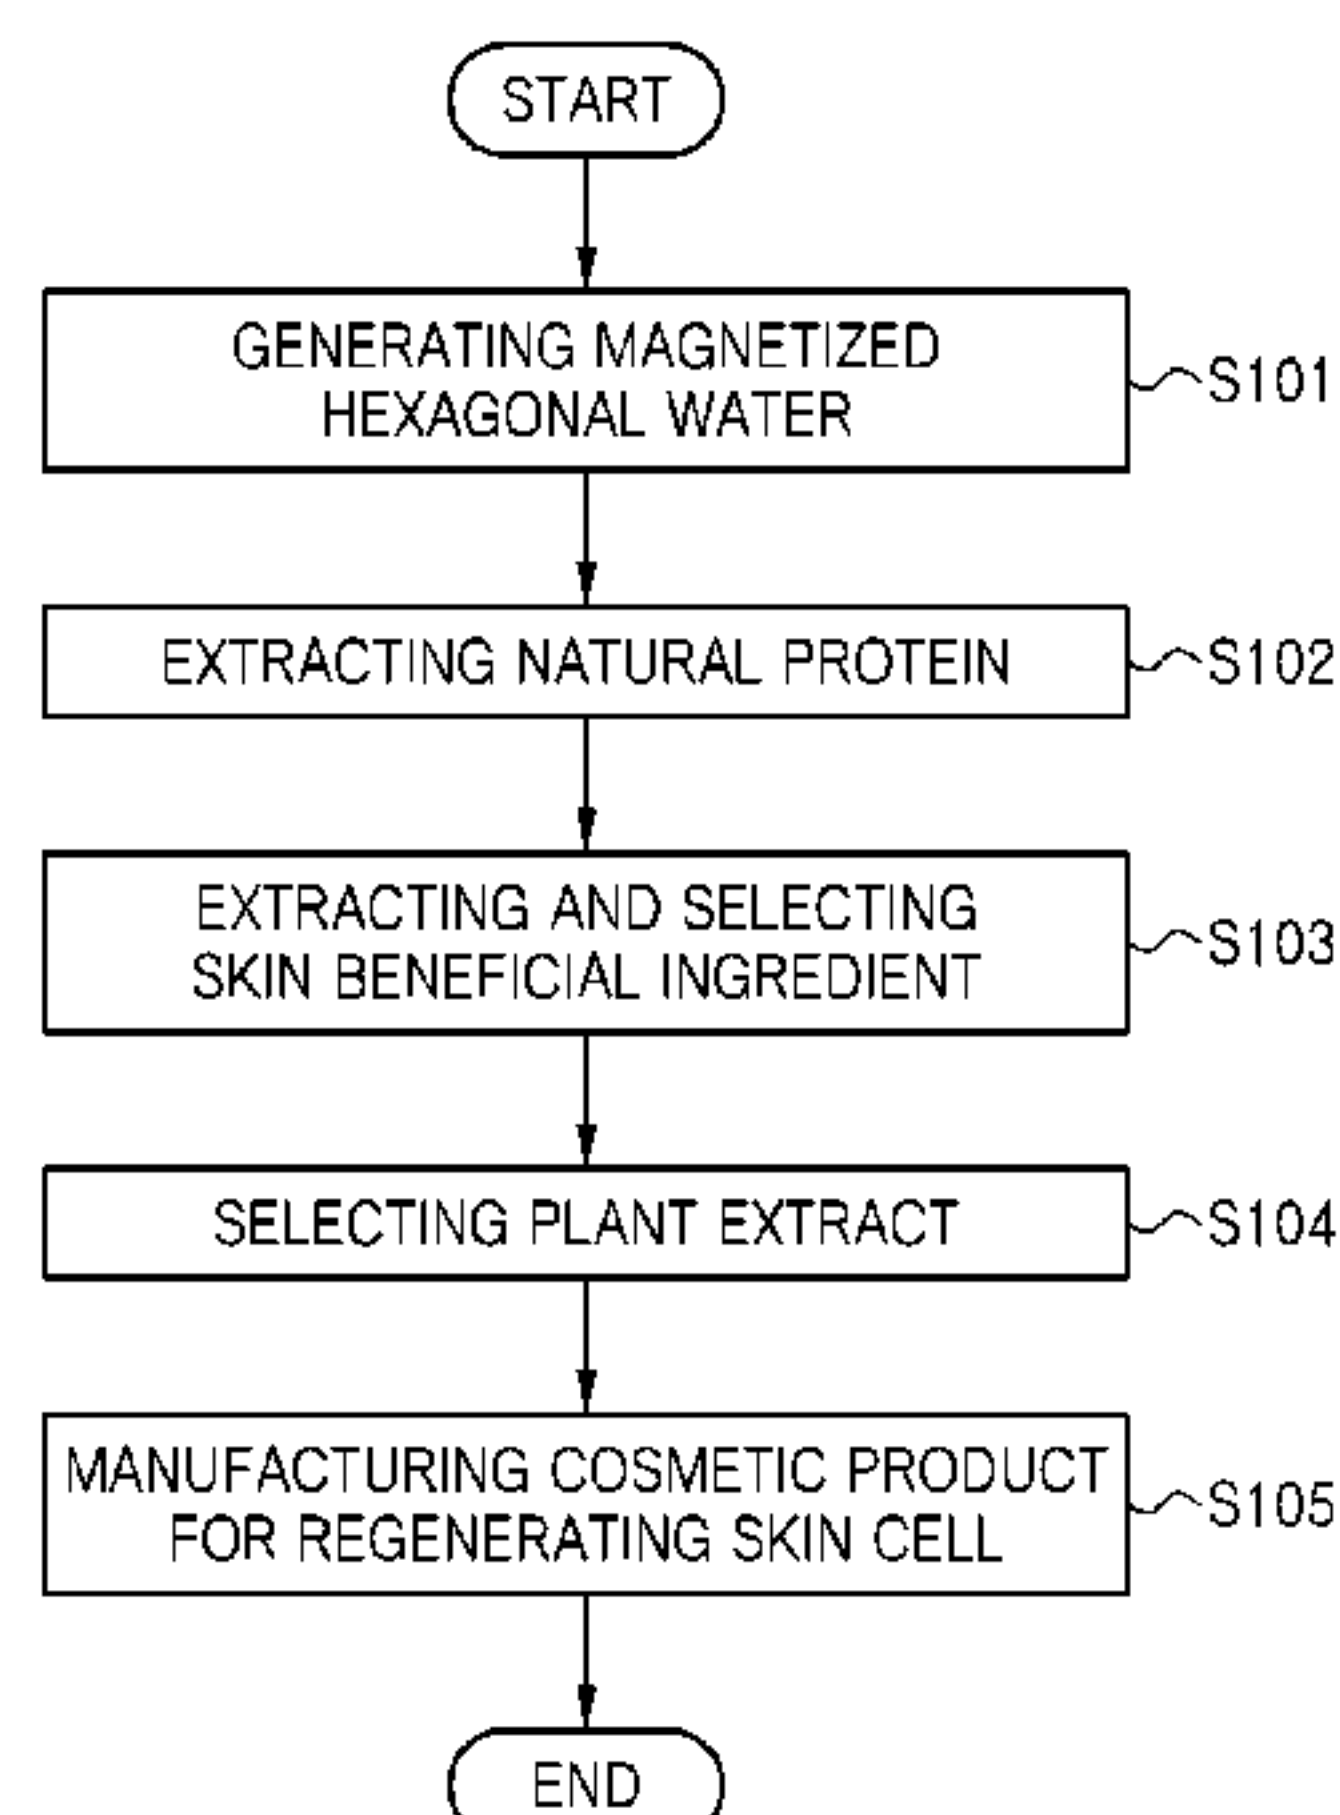 START
GENERATING MAGNETIZED
HEXAGONAL WATER
S101
EXTRACTING NATURAL PROTEIN
S102
EXTRACTING AND SELECTING
SKIN BENEFICIAL INGREDIENT
S103
SELECTING PLANT EXTRACT
S104
MANUFACTURING COSMETIC PRODUCT
FOR REGENERATING SKIN CELL
S105
END